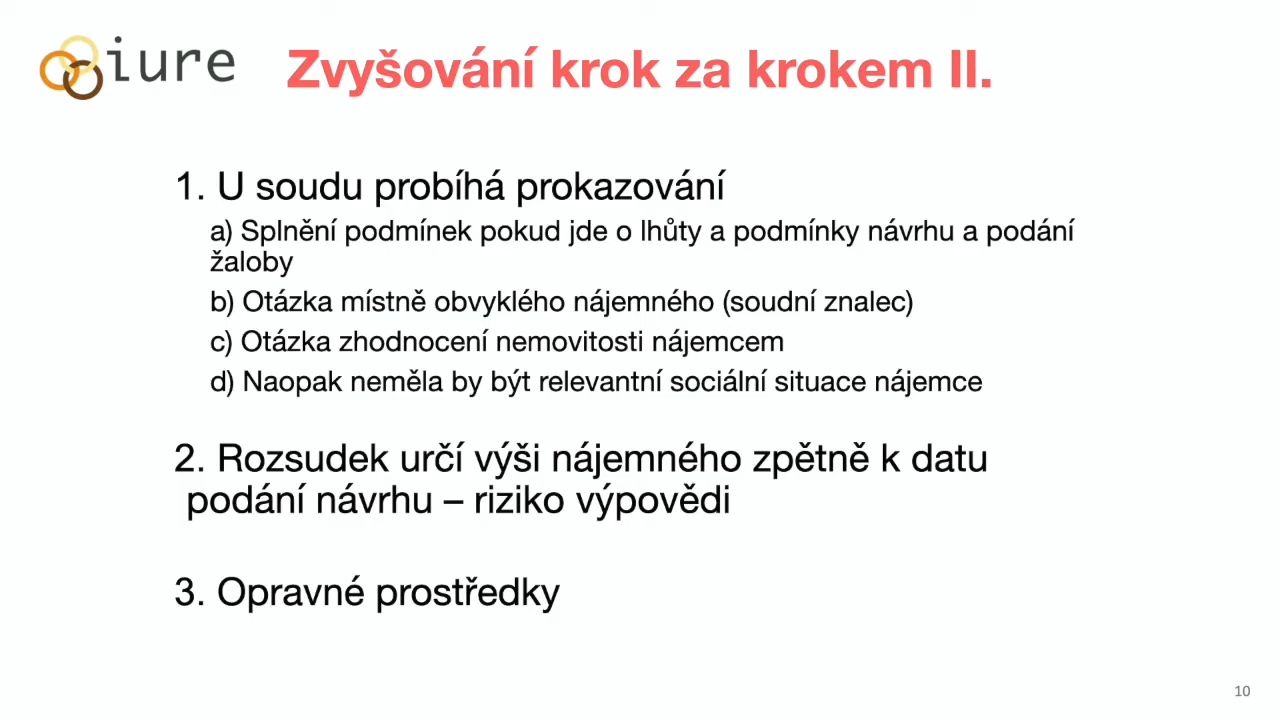 iure
Zvyšování krok za krokem II.
1. U soudu probíhá prokazování
a) Splnění podmínek pokud jde o lhůty a podmínky návrhu a podání
žaloby
b) Otázka místně obvyklého nájemného (soudní znalec)
c) Otázka zhodnocení nemovitosti nájemcem
d) Naopak neměla by být relevantní sociální situace nájemce
2. Rozsudek určí výši nájemného zpětně k datu
podání návrhu – riziko výpovědi
3. Opravné prostředky
10